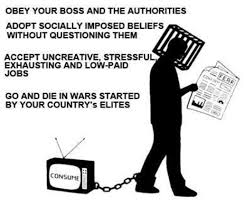 OBEY YOUR BOSS AND THE AUTHORITIES
ADOPT SOCIALLY IMPOSED BELIEFS
WITHOUT QUESTIONING THEM
ACCEPT UNCREATIVE, STRESSFUL,
EXHAUSTING AND LOW-PAID
JOBS
GO AND DIE IN WARS STARTED
BY YOUR COUNTRY's ELITES
FEAR
CONSUME